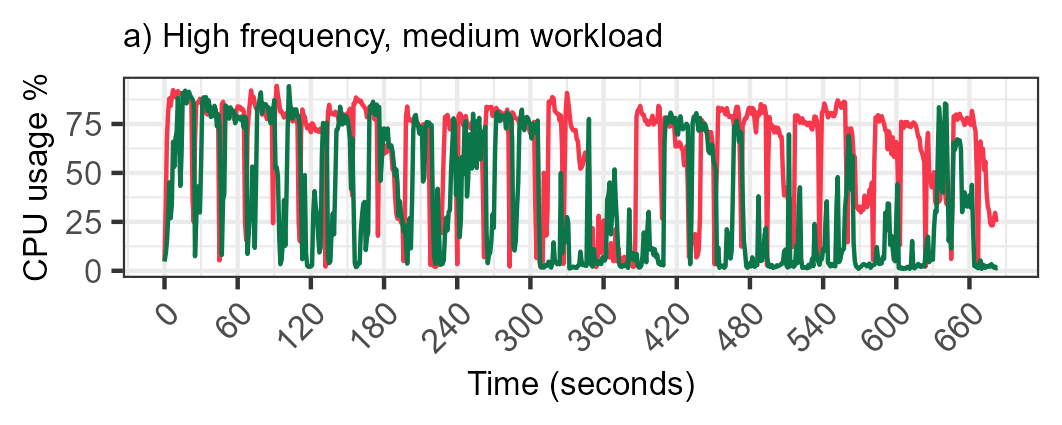 a) High frequency, medium workload
CPU usage %
75
50
25
0
0 60 120 180 240 300 360 420 480 540 600 660
Time (seconds)